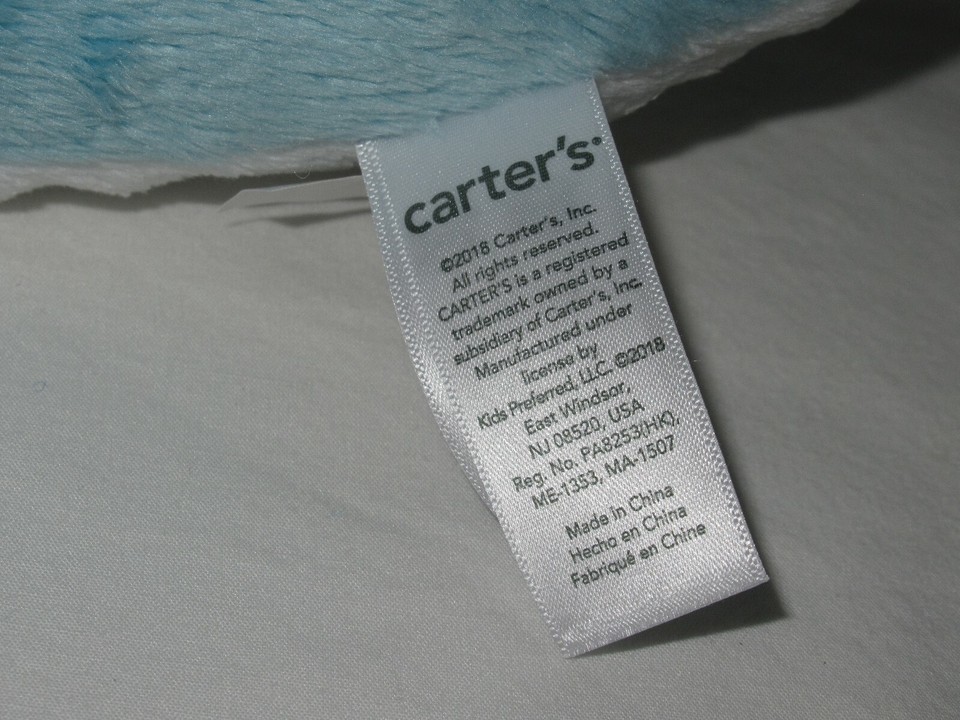 carter's
©2018 Carter's, Inc.
All rights reserved.
CARTER'S is a registered
trademark owned by a
subsidiary of Carter's, Inc.
Manufactured under
license by
Kids Preferred, LLC. ©2018
East Windsor,
NJ 08520, USA
Reg. No. PA8253(HK),
ME-1353, MA-1507
Made in China
Hecho en China
Fabriqué en Chine